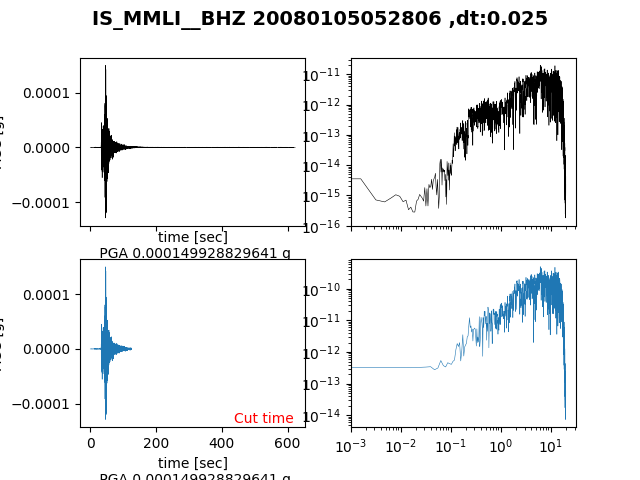 IS_MMLI__BHZ 20080105052806 ,dt:0.025
0.0001
0.0000
−0.0001
time [sec]
PGA 0.000149928829641 g
10⁻¹¹
10⁻¹²
10⁻¹³
10⁻¹⁴
10⁻¹⁵
10⁻¹⁶
0.0001
0.0000
−0.0001
Cut time
0 200 400 600
time [sec]
PGA 0.000149928829641 g
10⁻¹⁰
10⁻¹¹
10⁻¹²
10⁻¹³
10⁻¹⁴
10⁻³ 10⁻² 10⁻¹ 10⁰ 10¹